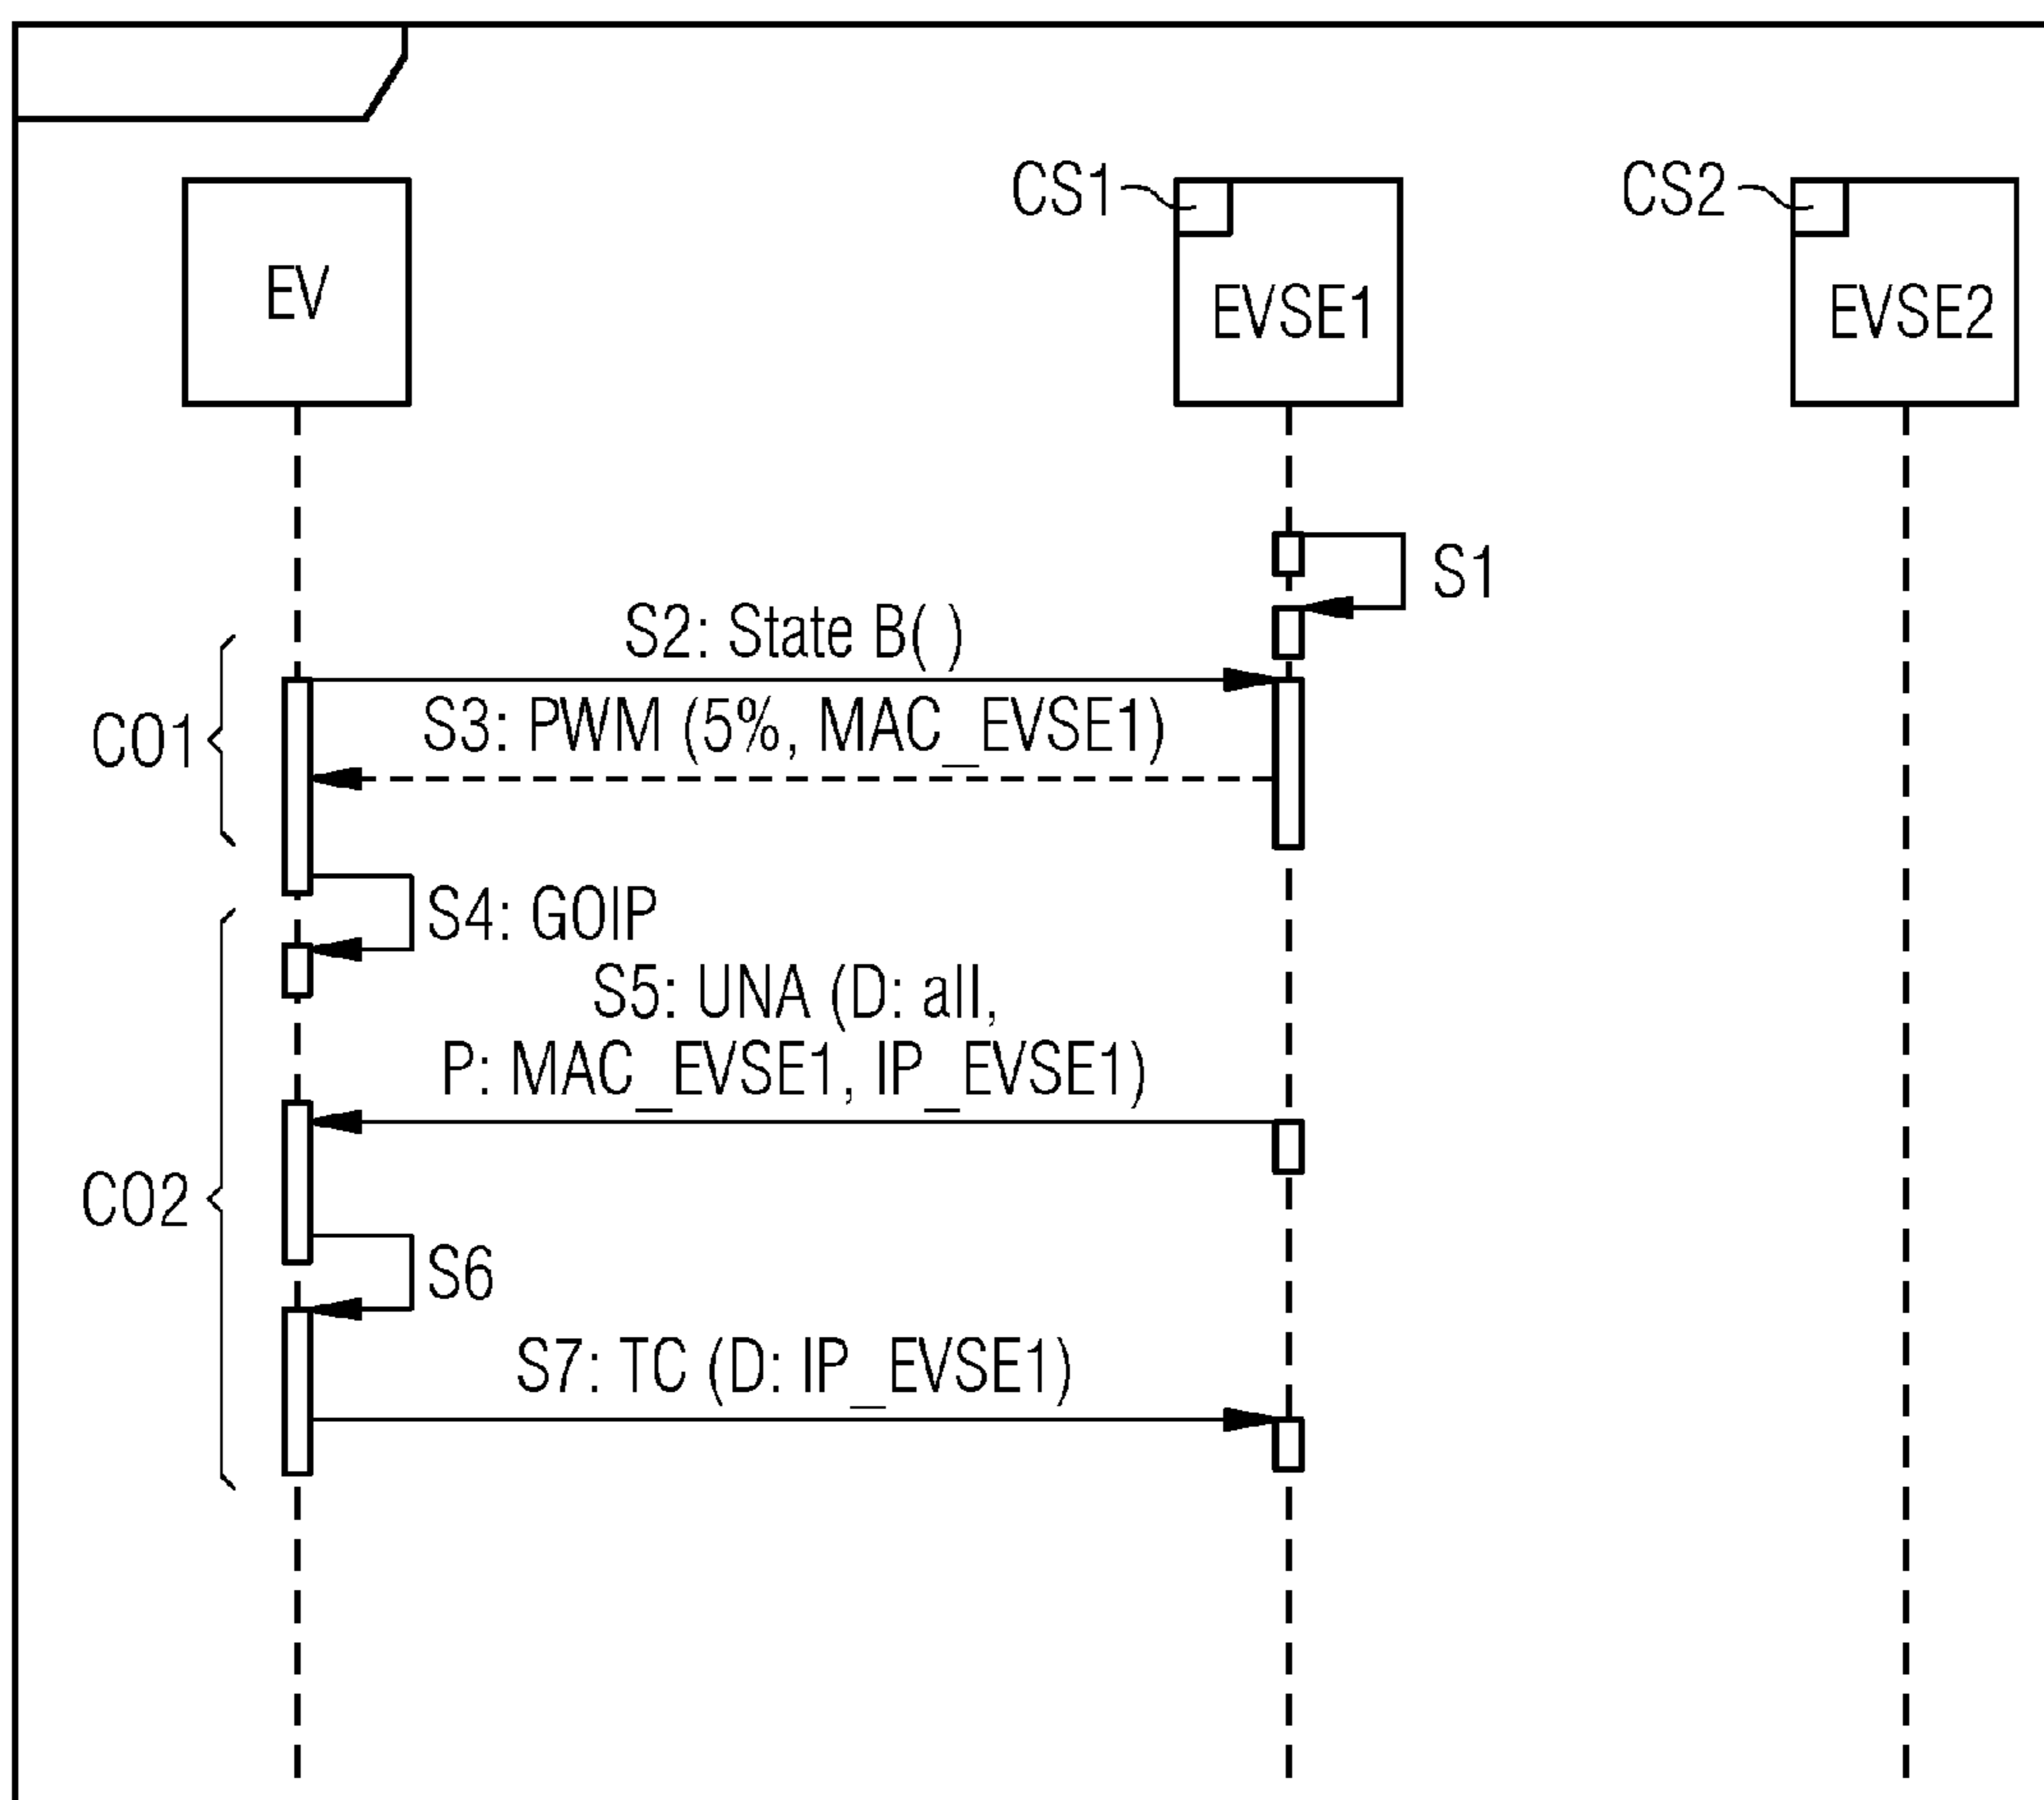 CS1
CS2
EV
EVSE1
EVSE2
S1
S2: State B( )
S3: PWM (5%, MAC_EVSE1)
CO1
S4: GOIP
S5: UNA (D: all,
P: MAC_EVSE1, IP_EVSE1)
CO2
S6
S7: TC (D: IP_EVSE1)